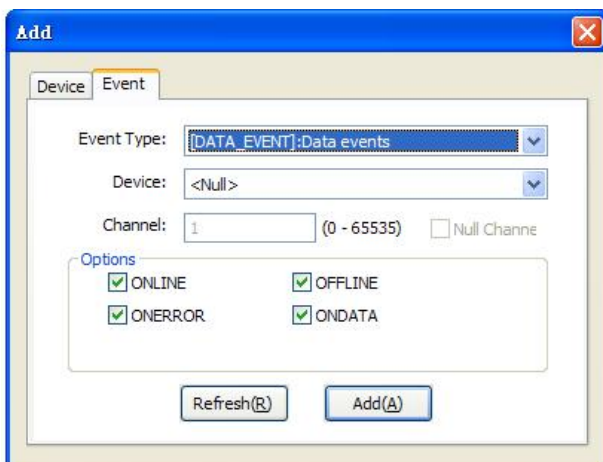 Add
Device Event
Event Type: [DATA_EVENT]:Data events
Device: <Null>
Channel: 1 (0 - 65535) Null Channe
Options
ONLINE OFFLINE
ONERROR ONDATA
Refresh(R) Add(A)